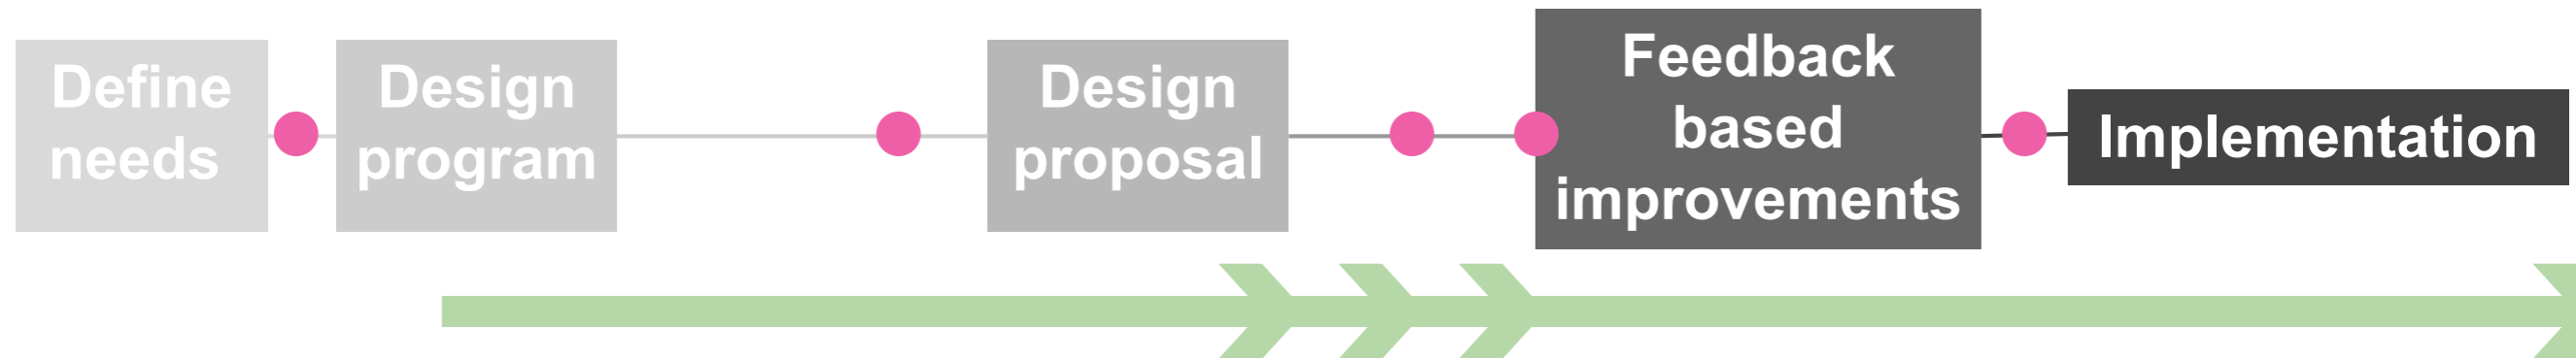 Define
needs
Design
program
Design
proposal
Feedback
based
improvements
Implementation